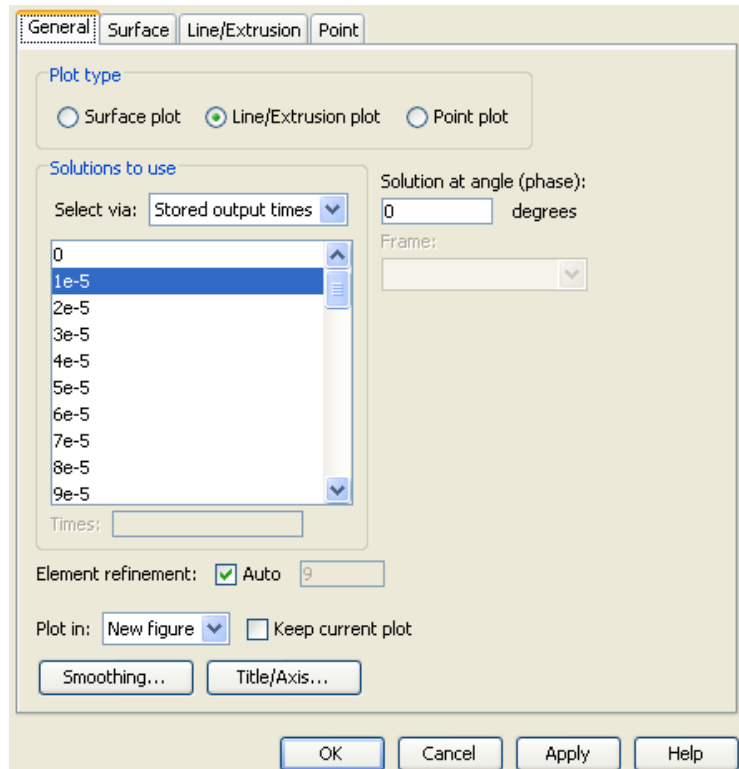 General Surface Line/Extrusion Point
Plot type
Surface plot Line/Extrusion plot Point plot
Solutions to use
Solution at angle (phase):
Select via: Stored output times
0 degrees
Frame:
0
1e-5
2e-5
3e-5
4e-5
5e-5
6e-5
7e-5
8e-5
9e-5
Times:
Element refinement: Auto 9
Plot in: New figure Keep current plot
Smoothing... Title/Axis...
OK Cancel Apply Help